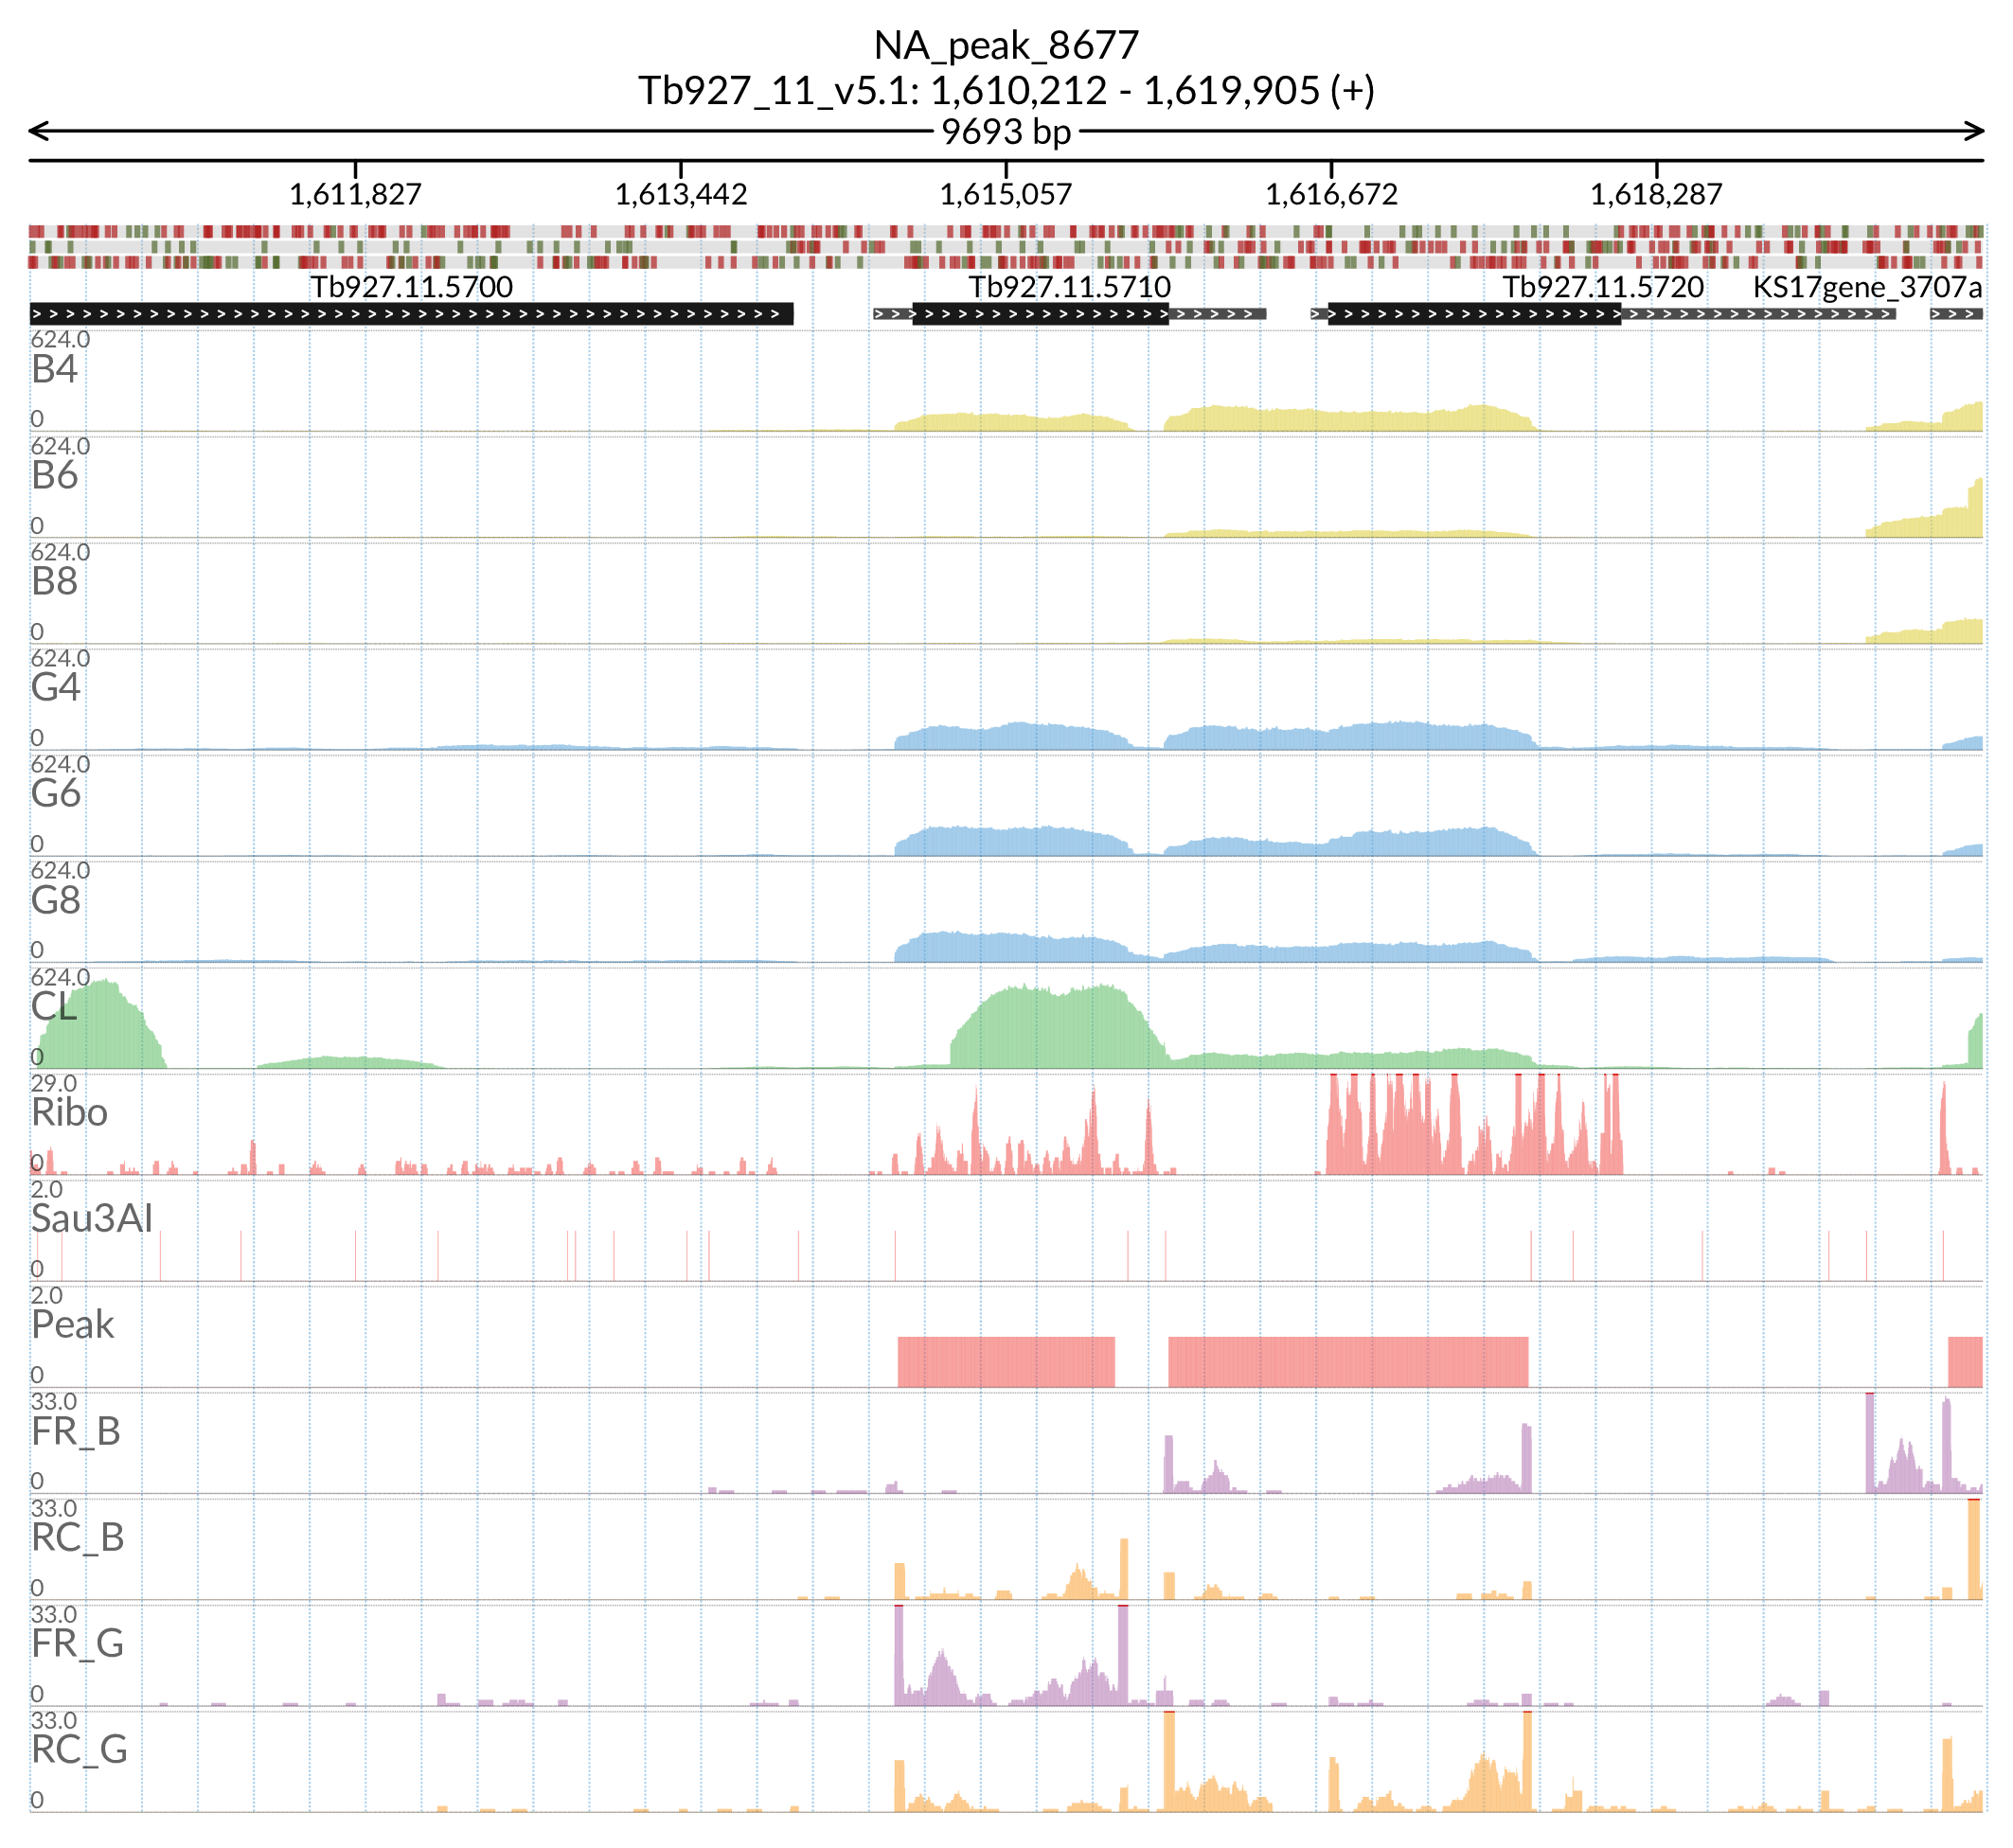 NA_peak_8677
Tb927_11_v5.1: 1,610,212 - 1,619,905 (+)
9693 bp
1,611,827 1,613,442 1,615,057 1,616,672 1,618,287
Tb927.11.5700 Tb927.11.5710 Tb927.11.5720 KS17gene_3707a
624.0
B4
0
624.0
B6
0
624.0
B8
0
624.0
G4
0
624.0
G6
0
624.0
G8
0
624.0
CL
0
29.0
Ribo
0
2.0
Sau3AI
0
2.0
Peak
0
33.0
FR_B
0
33.0
RC_B
0
33.0
FR_G
0
33.0
RC_G
0